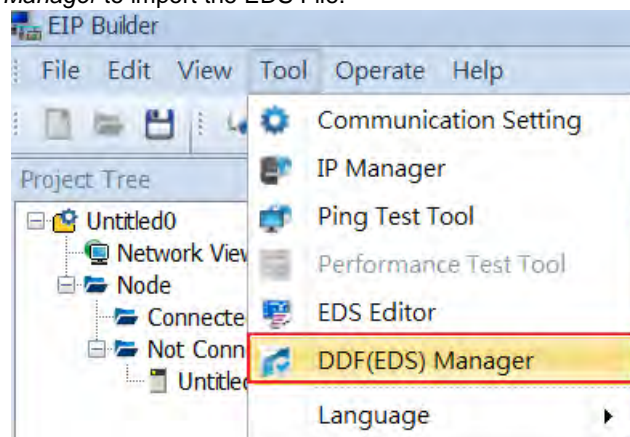 Manager to import the EDS File.
EIP Builder
File Edit View Tool Operate Help
Communication Setting
IP Manager
Project Tree
Untitled0
Ping Test Tool
Network View
Performance Test Tool
Node
EDS Editor
Connecte
Not Conn
DDF(EDS) Manager
Untitled
Language